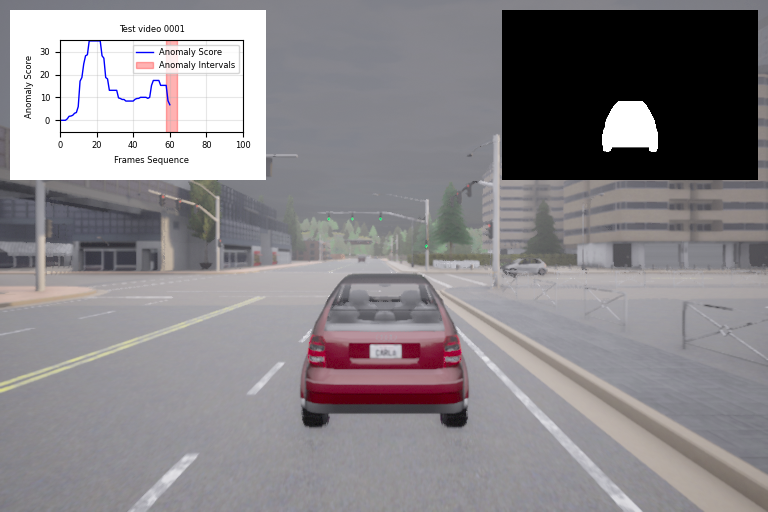 Test video 0001
Anomaly Score
Anomaly Intervals
Anomaly Score
30
20
10
0
0 20 40 60 80 100
Frames Sequence
CARLA